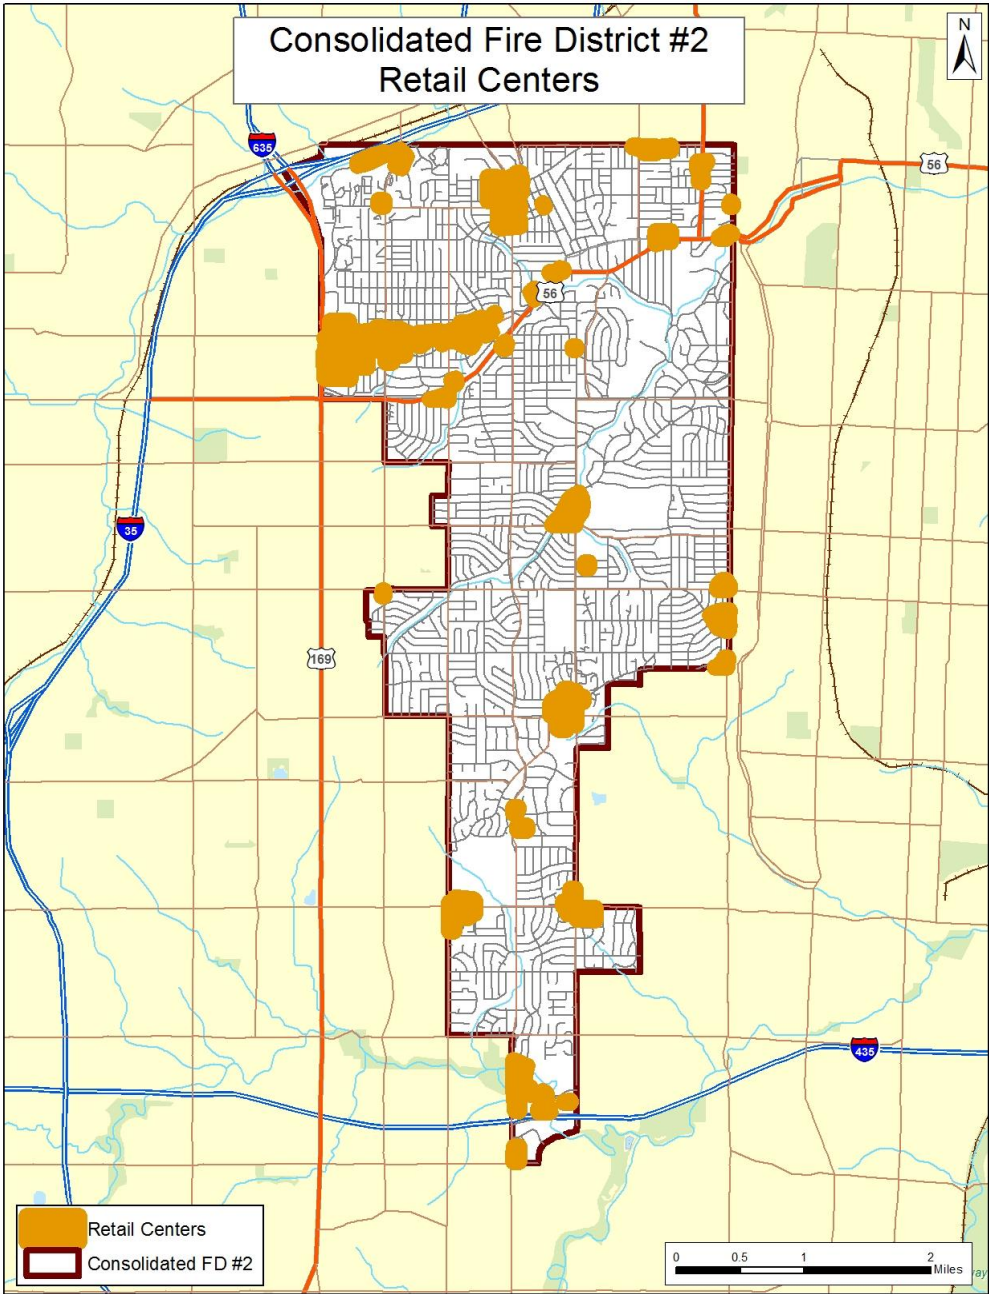 Consolidated Fire District #2
Retail Centers
N
635
56
56
35
169
435
Retail Centers
Consolidated FD #2
0 0.5 1 2
Miles
way